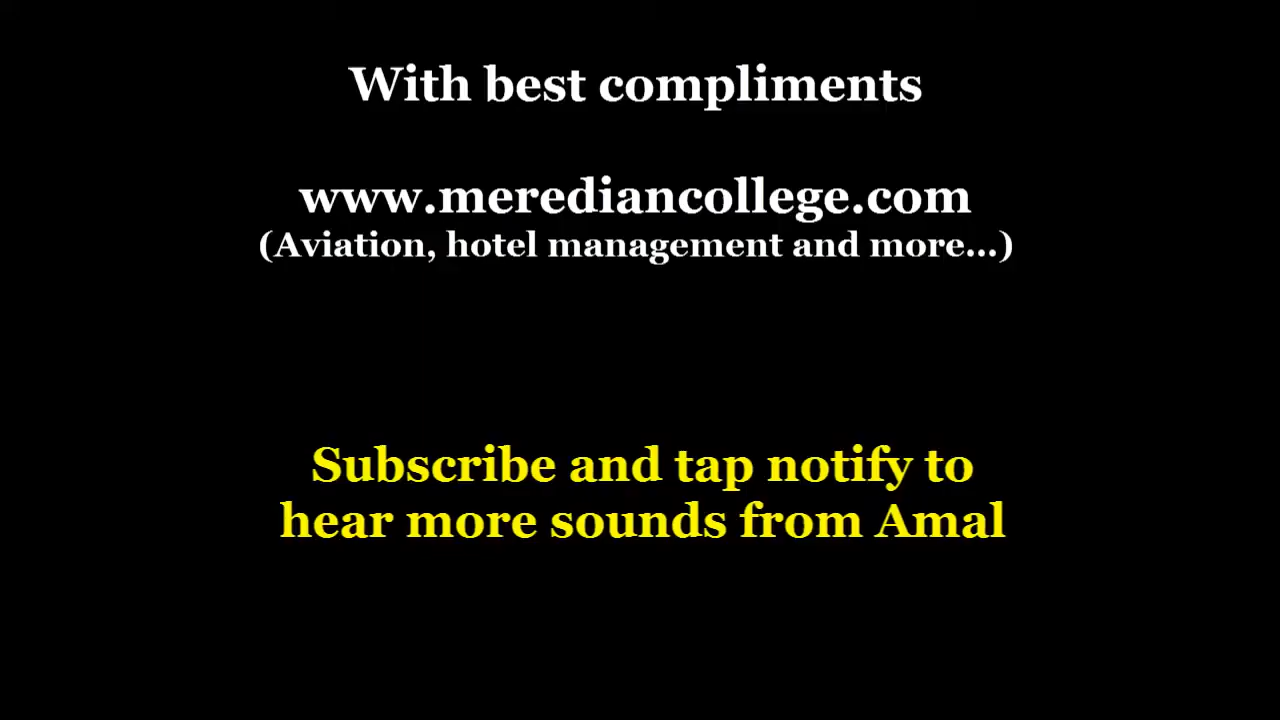 With best compliments
www.merediancollege.com
(Aviation, hotel management and more...)
Subscribe and tap notify to
hear more sounds from Amal